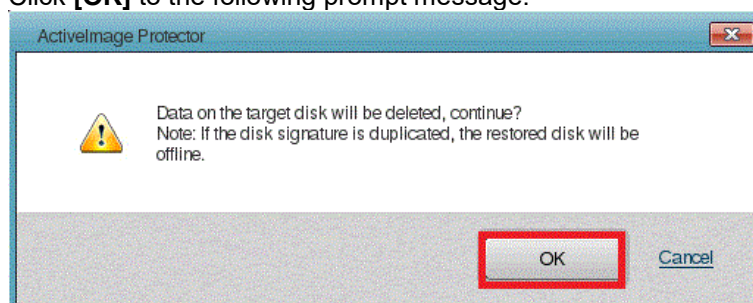 Click [OK] to the following prompt message.
ActiveImage Protector
Data on the target disk will be deleted, continue?
Note: If the disk signature is duplicated, the restored disk will be
offline.
OK
Cancel